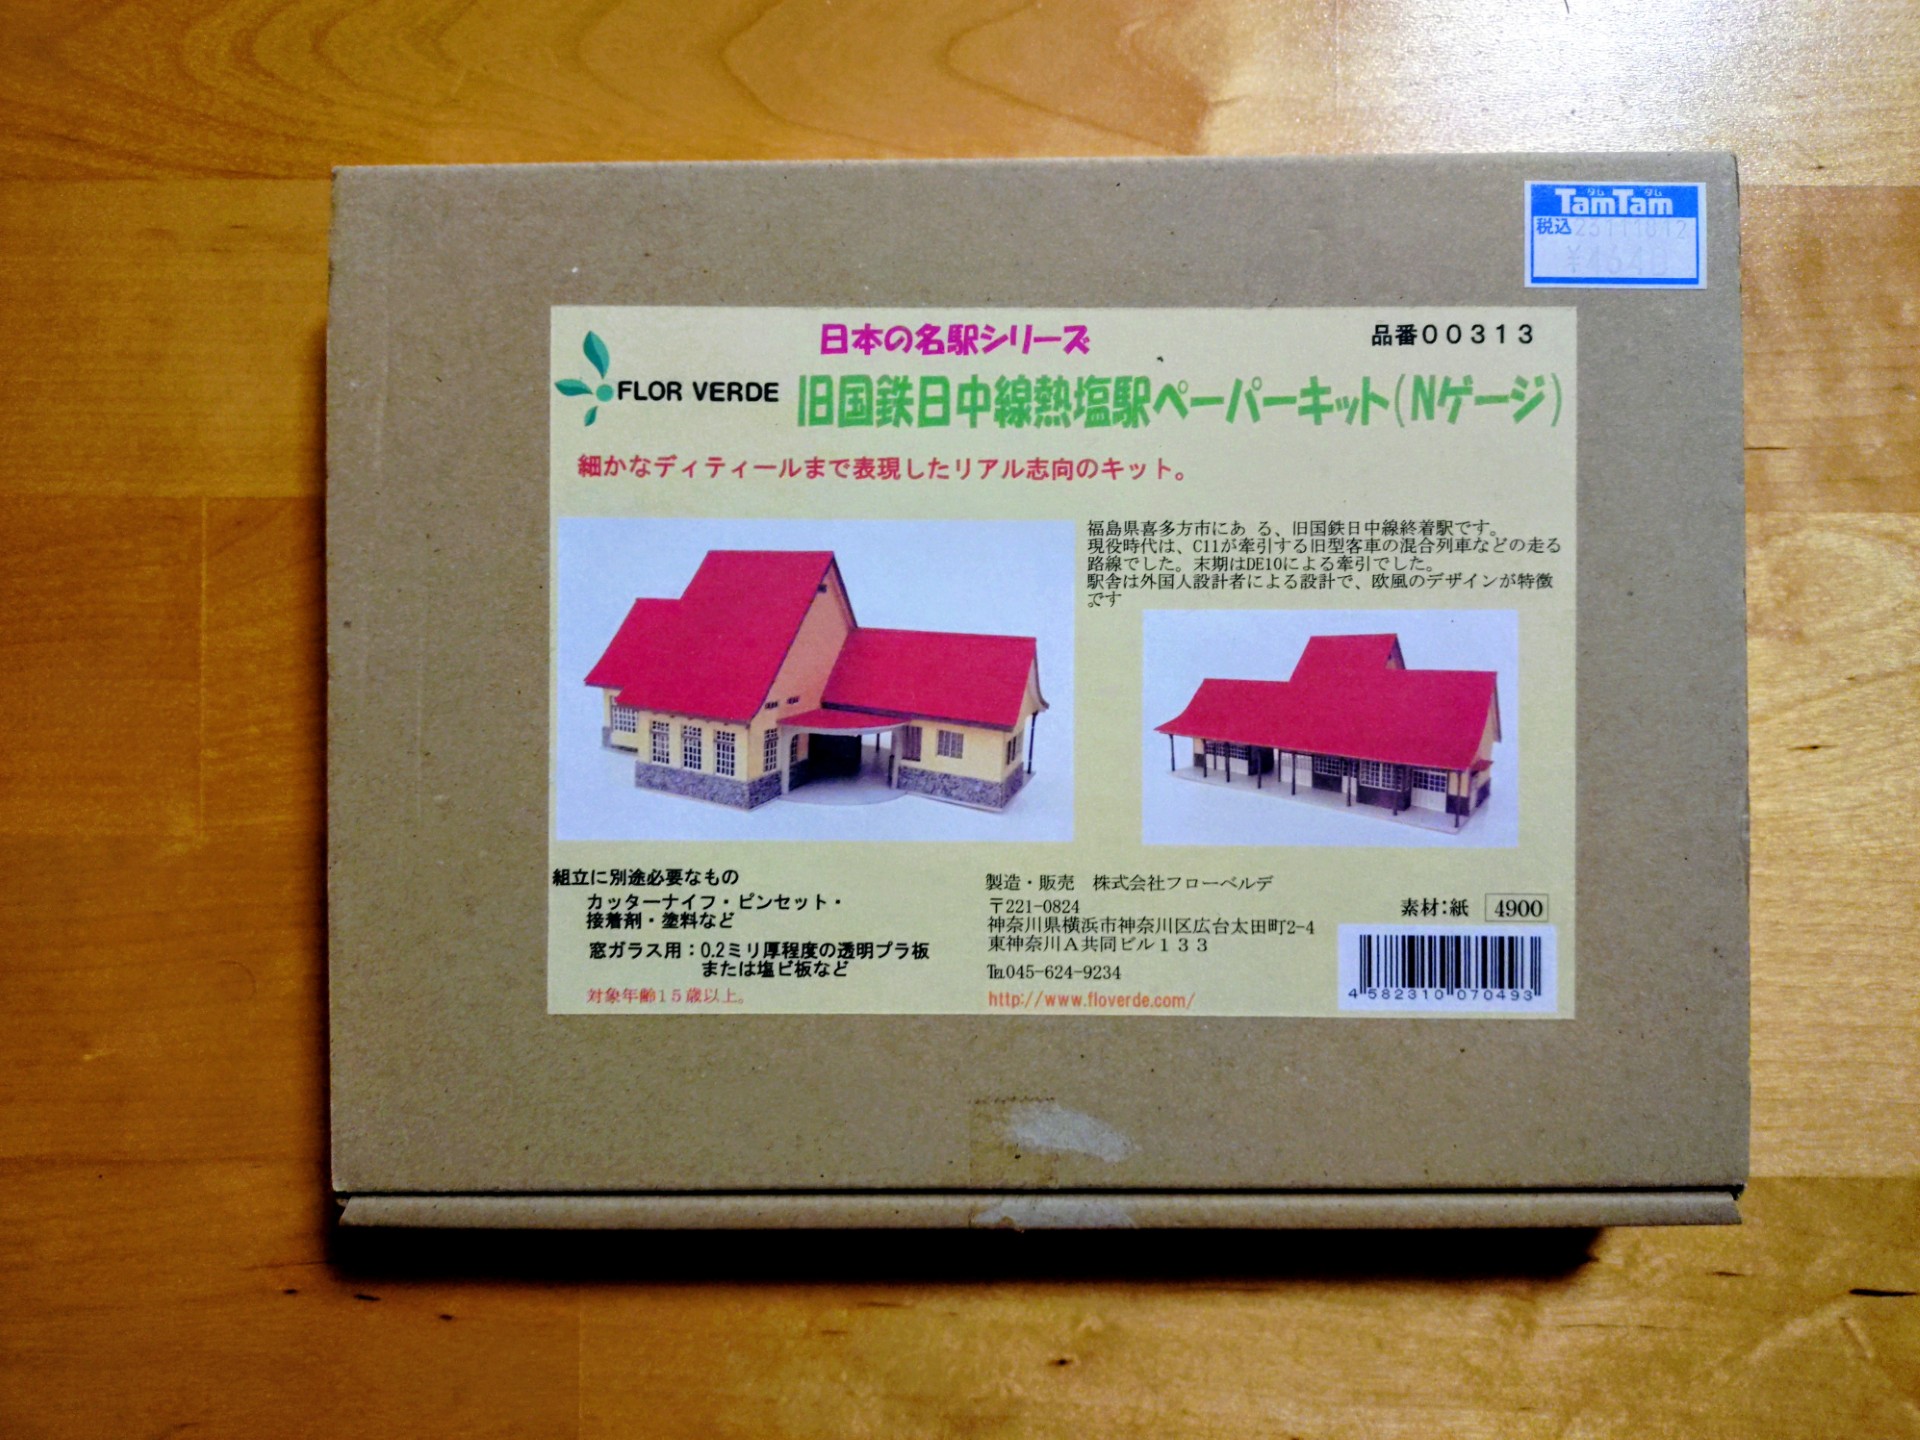 タム タム
TamTam
税込
¥4640
日本の名駅シリーズ
品番００３１３
FLOR VERDE
旧国鉄日中線熱塩駅ペーパーキット(Nゲージ)
細かなディティールまで表現したリアル志向のキット。
福島県喜多方市にあ る、旧国鉄日中線終着駅です。
現役時代は、C11が牽引する旧型客車の混合列車などの走る
路線でした。末期はDE10による牽引でした。
駅舎は外国人設計者による設計で、欧風のデザインが特徴
です
組立に別途必要なもの
カッターナイフ・ピンセット・
接着剤・塗料など
窓ガラス用：0.2ミリ厚程度の透明プラ板
または塩ビ板など
対象年齢１５歳以上。
製造・販売　株式会社フローベルデ
〒221-0824
神奈川県横浜市神奈川区広台太田町2-4
東神奈川Ａ共同ビル１３３
℡045-624-9234
http://www.floverde.com/
素材：紙 4900
4 582310 070493